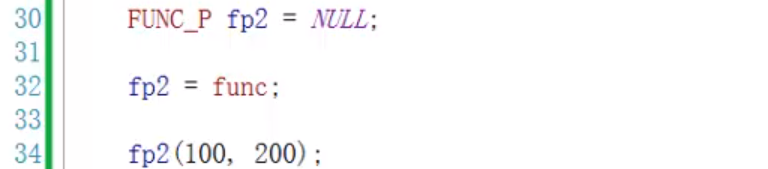 30 FUNC_P fp2 = NULL;
31
32 fp2 = func;
33
34 fp2(100, 200);